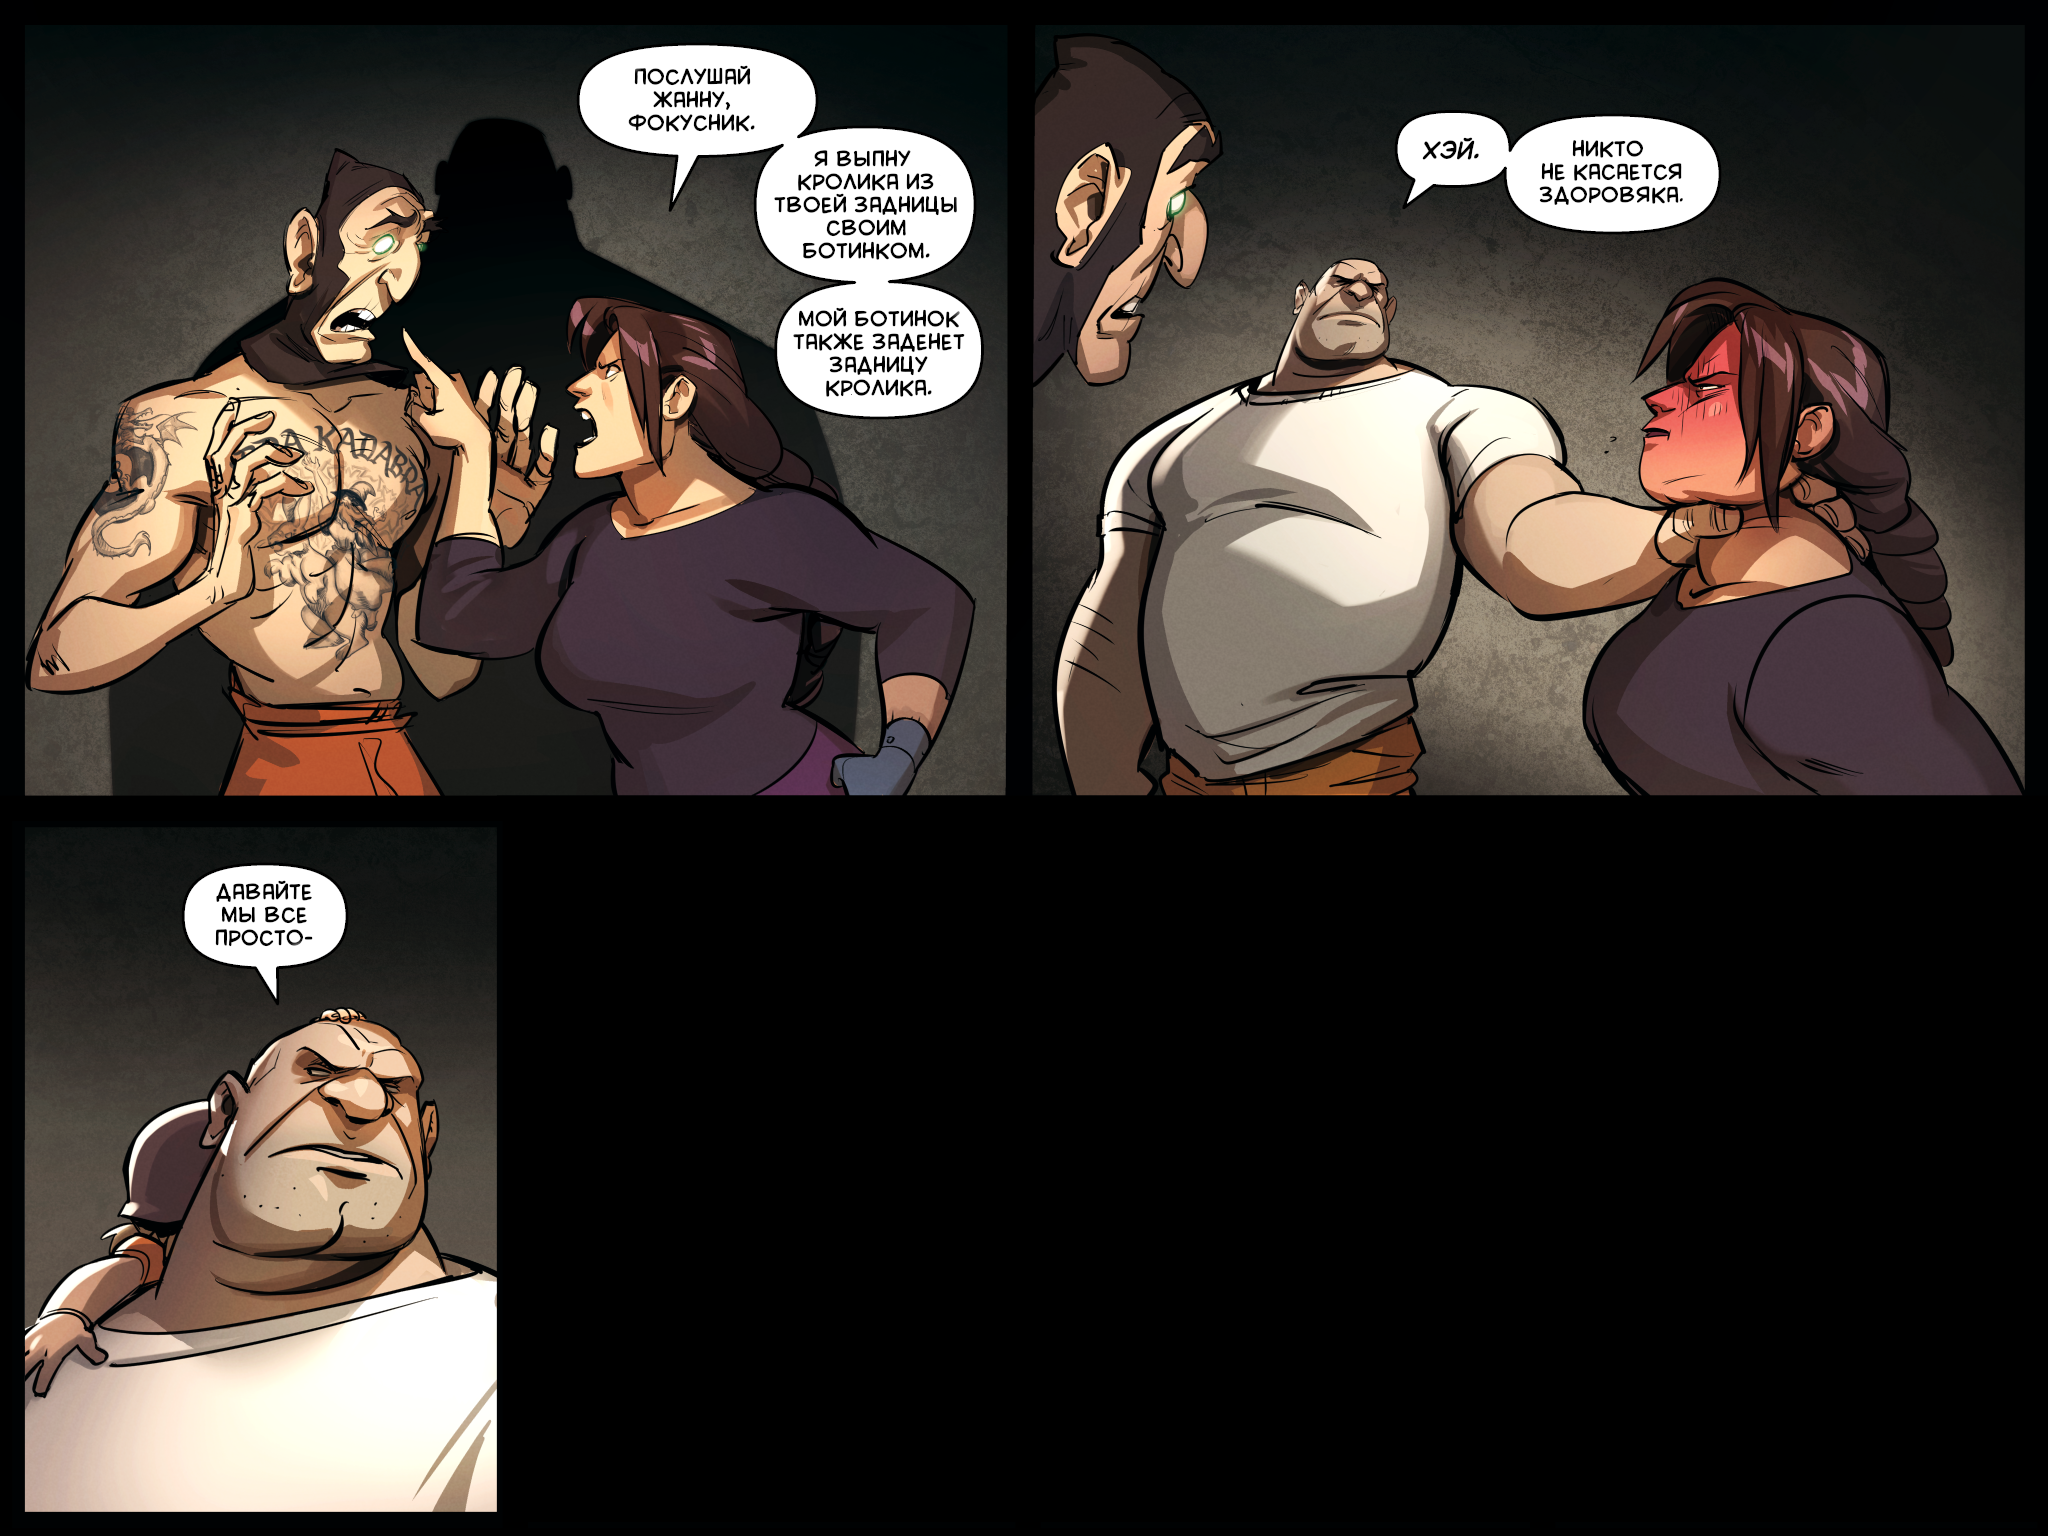 ПОСЛУШАЙ
ЖАННУ,
ФОКУСНИК.
Я ВЫПНУ
КРОЛИКА ИЗ
ТВОЕЙ ЗАДНИЦЫ
СВОИМ
БОТИНКОМ.
МОЙ БОТИНОК
ТАКЖЕ ЗАДЕНЕТ
ЗАДНИЦУ
КРОЛИКА.
КАДАБРА
ХЭЙ.
НИКТО
НЕ КАСАЕТСЯ
ЗДОРОВЯКА.
ДАВАЙТЕ
МЫ ВСЕ
ПРОСТО-